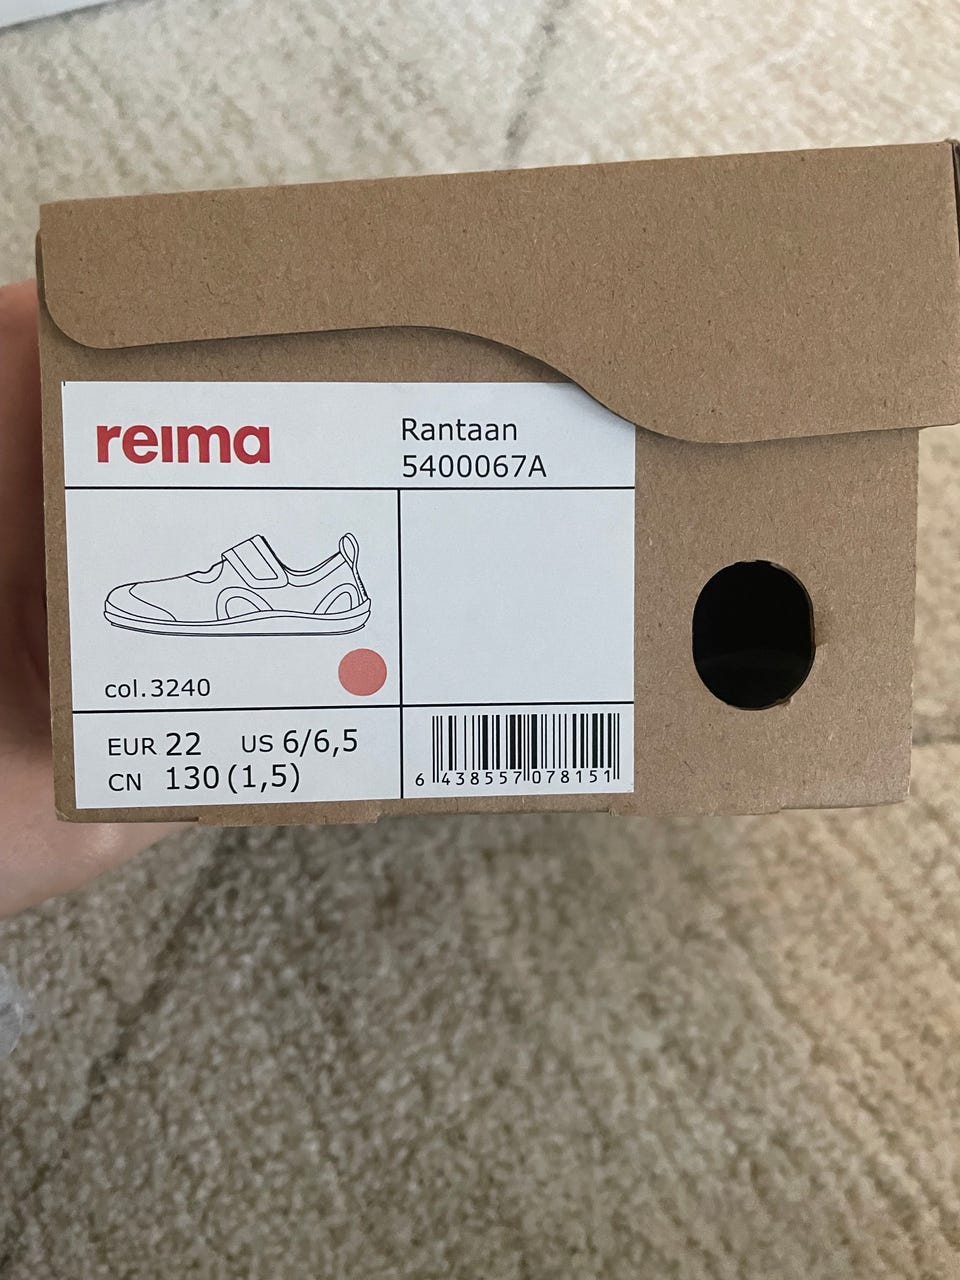 reima
Rantaan
5400067A
col.3240
EUR 22 US 6/6,5
CN 130(1,5)
6 438557 078151